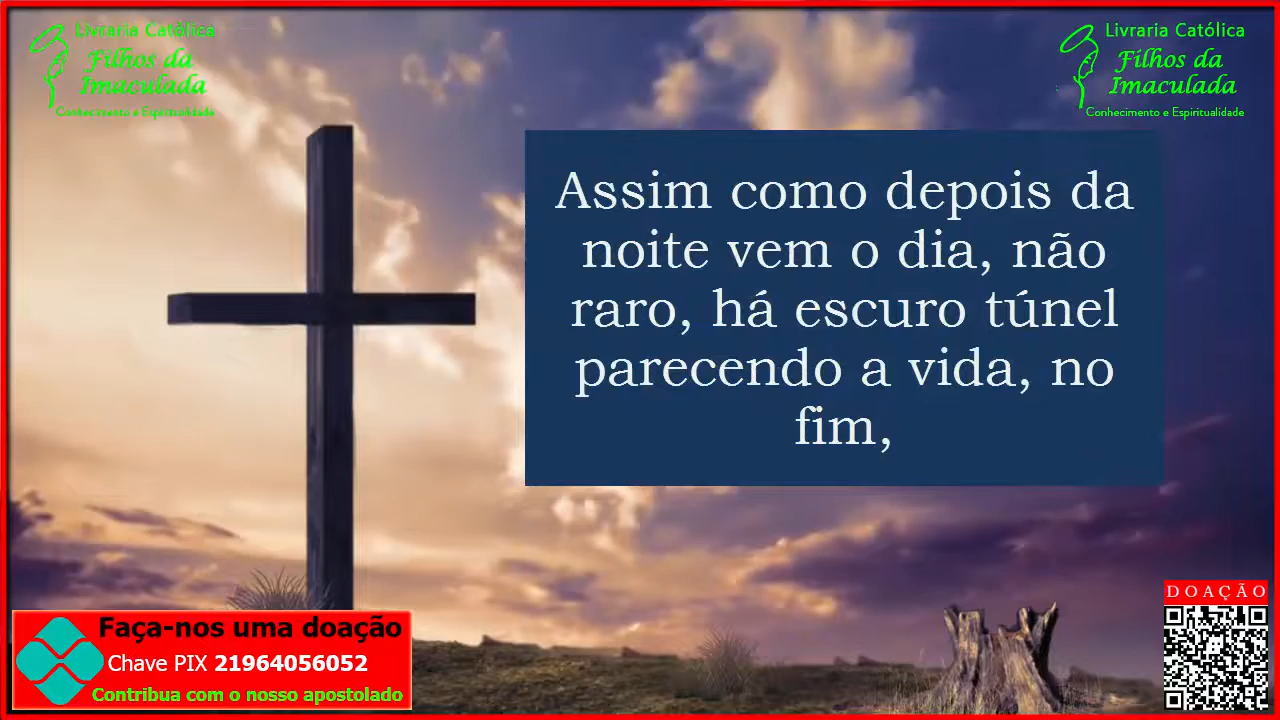 Livraria Católica
Filhos da
Imaculada
Conhecimento e Espiritualidade
Livraria Católica
Filhos da
Imaculada
Conhecimento e Espiritualidade
Assim como depois da
noite vem o dia, não
raro, há escuro túnel
parecendo a vida, no
fim,
DOAÇÃO
Faça-nos uma doação
Chave PIX 21964056052
Contribua com o nosso apostolado